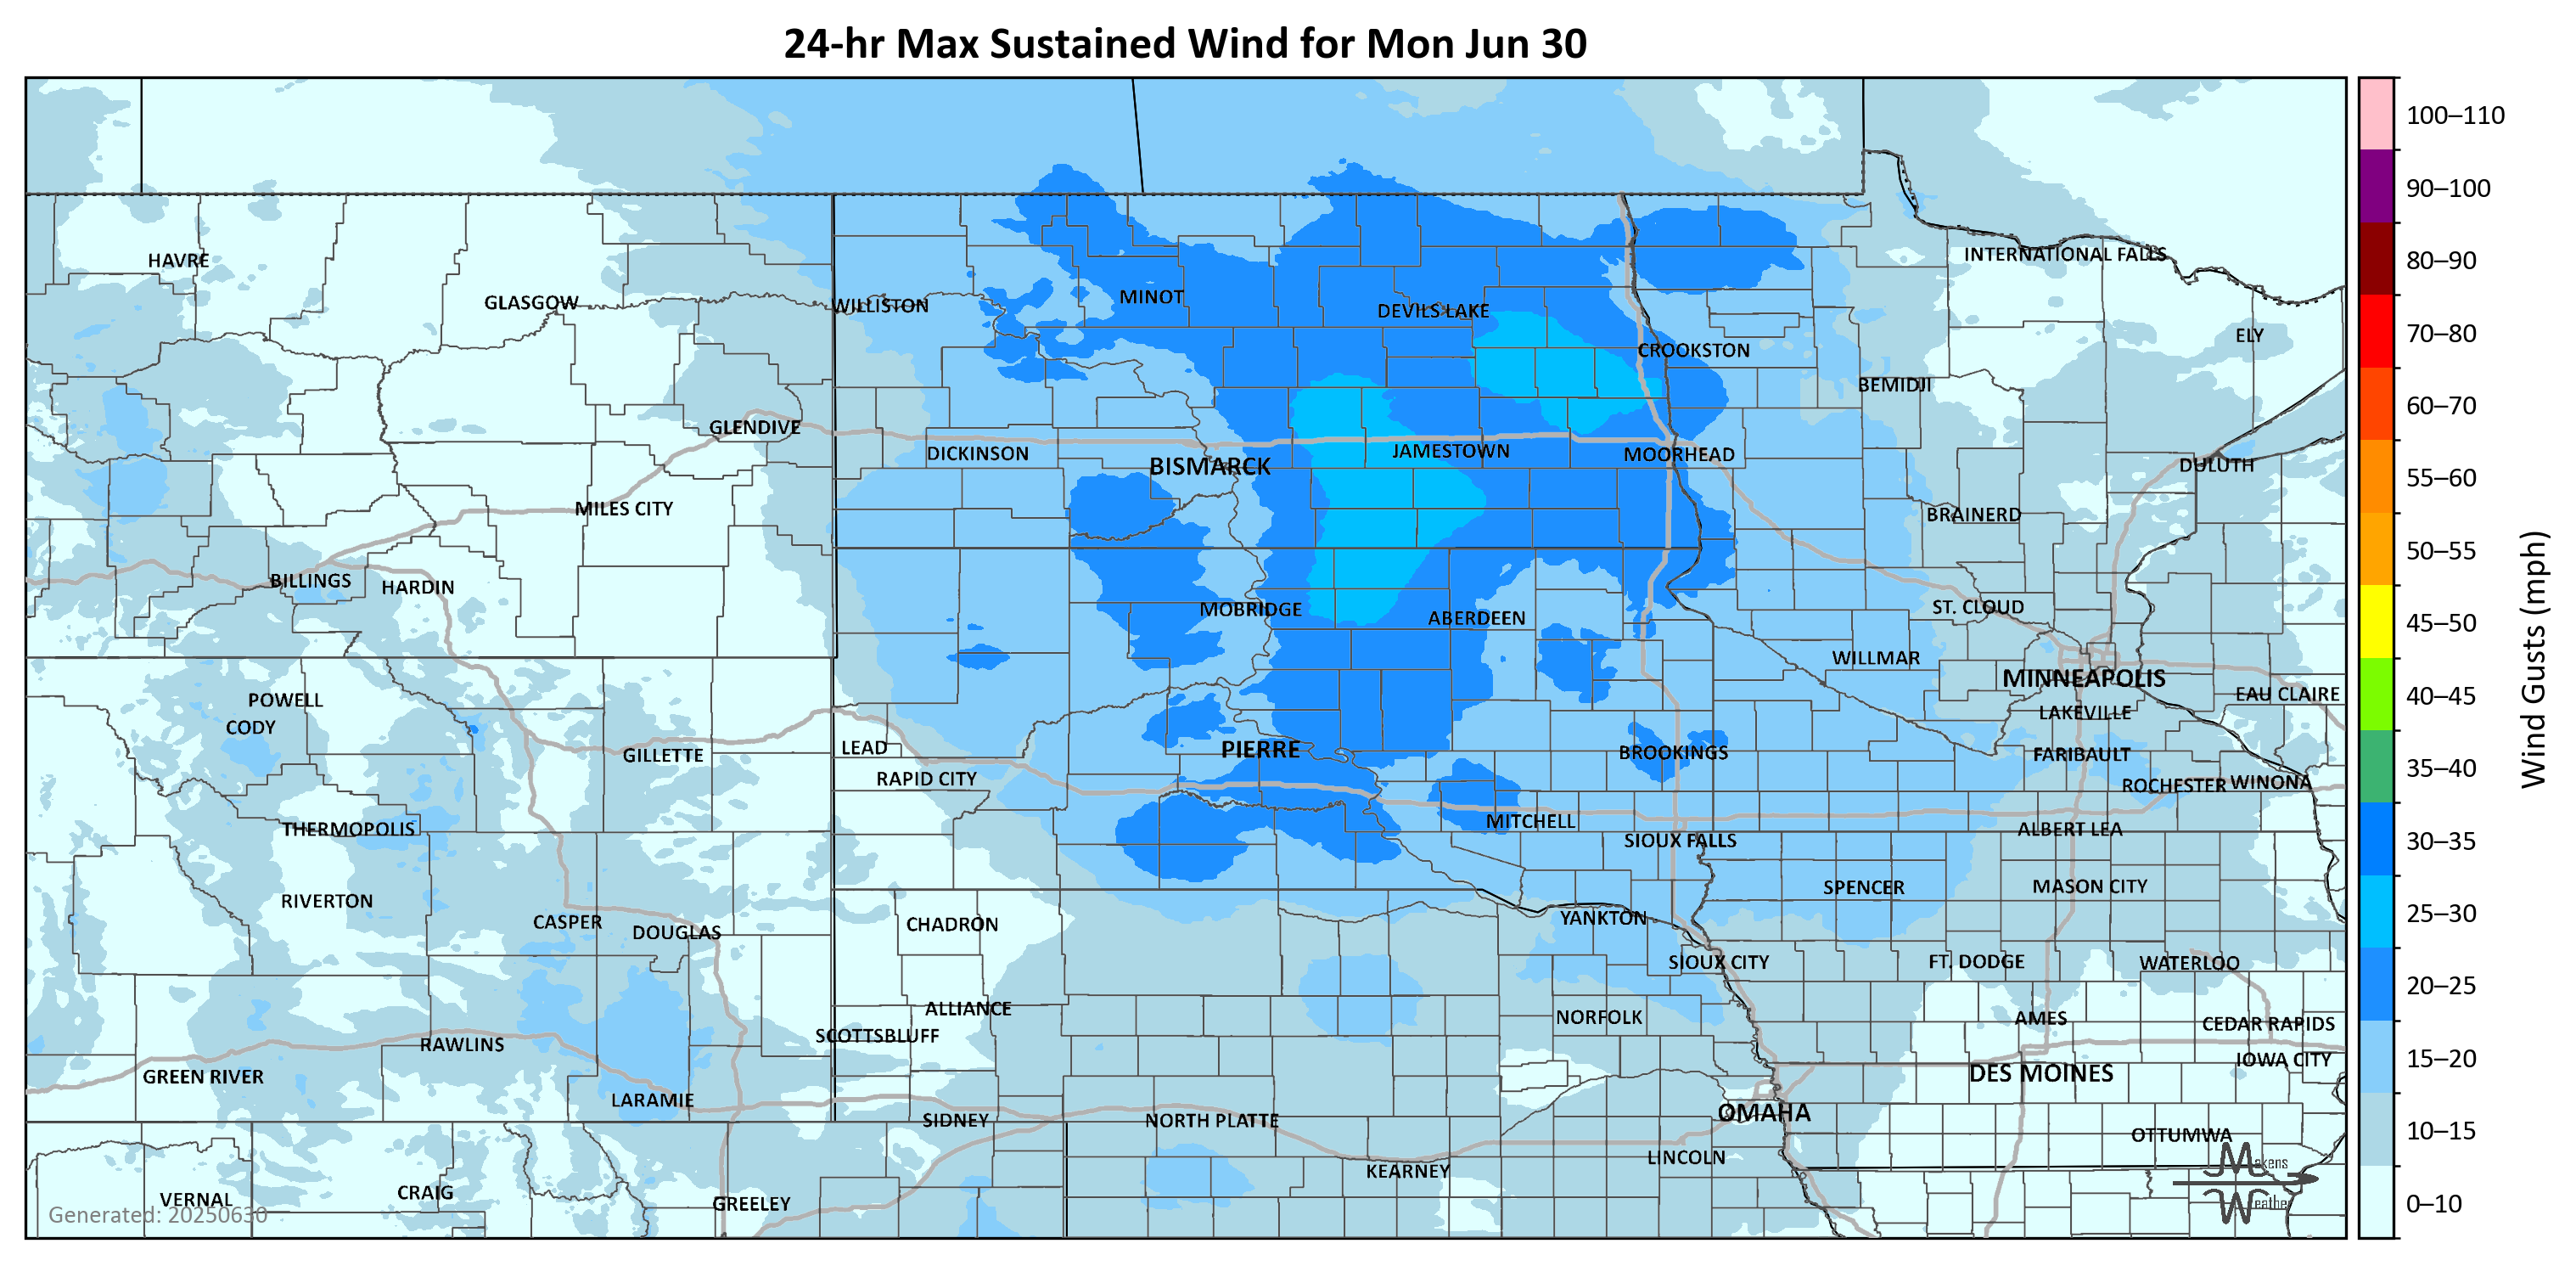 24-hr Max Sustained Wind for Mon Jun 30
100–110
90–100
80–90
70–80
60–70
55–60
50–55
45–50
40–45
35–40
30–35
25–30
20–25
15–20
10–15
0–10
Wind Gusts (mph)
HAVRE
INTERNATIONAL FALLS
GLASGOW
WILLISTON
MINOT
DEVILS LAKE
ELY
CROOKSTON
BEMIDJI
GLENDIVE
DICKINSON
BISMARCK
JAMESTOWN
MOORHEAD
DULUTH
MILES CITY
BRAINERD
BILLINGS
HARDIN
MOBRIDGE
ABERDEEN
ST. CLOUD
WILLMAR
MINNEAPOLIS
EAU CLAIRE
POWELL
CODY
LAKEVILLE
GILLETTE
LEAD
PIERRE
BROOKINGS
FARIBAULT
RAPID CITY
ROCHESTER
WINONA
THERMOPOLIS
MITCHELL
ALBERT LEA
SIOUX FALLS
RIVERTON
SPENCER
MASON CITY
CASPER
DOUGLAS
CHADRON
YANKTON
SIOUX CITY
FT. DODGE
WATERLOO
ALLIANCE
NORFOLK
AMES
CEDAR RAPIDS
RAWLINS
SCOTTSBLUFF
IOWA CITY
GREEN RIVER
DES MOINES
LARAMIE
SIDNEY
NORTH PLATTE
OMAHA
OTTUMWA
LINCOLN
KEARNEY
VERNAL
CRAIG
GREELEY
Makens
Weather
Generated: 20250630